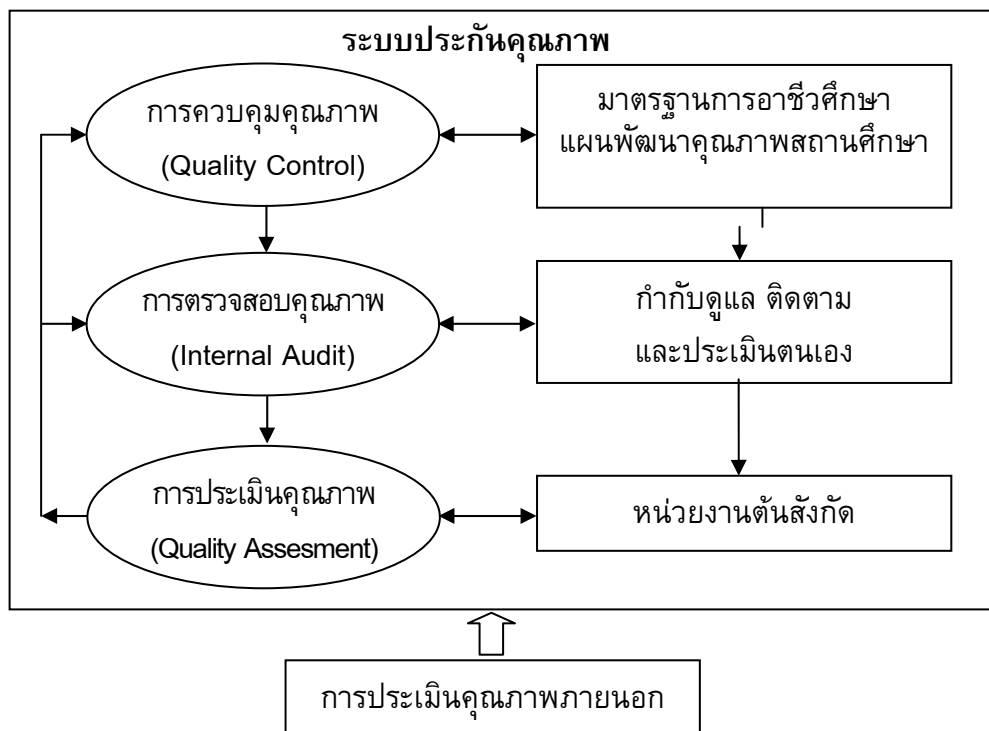 ระบบประกันคุณภาพ
การควบคุมคุณภาพ
(Quality Control)
มาตรฐานการอาชีวศึกษา
แผนพัฒนาคุณภาพสถานศึกษา
การตรวจสอบคุณภาพ
(Internal Audit)
กำกับดูแล ติดตาม
และประเมินตนเอง
การประเมินคุณภาพ
(Quality Assesment)
หน่วยงานต้นสังกัด
การประเมินคุณภาพภายนอก